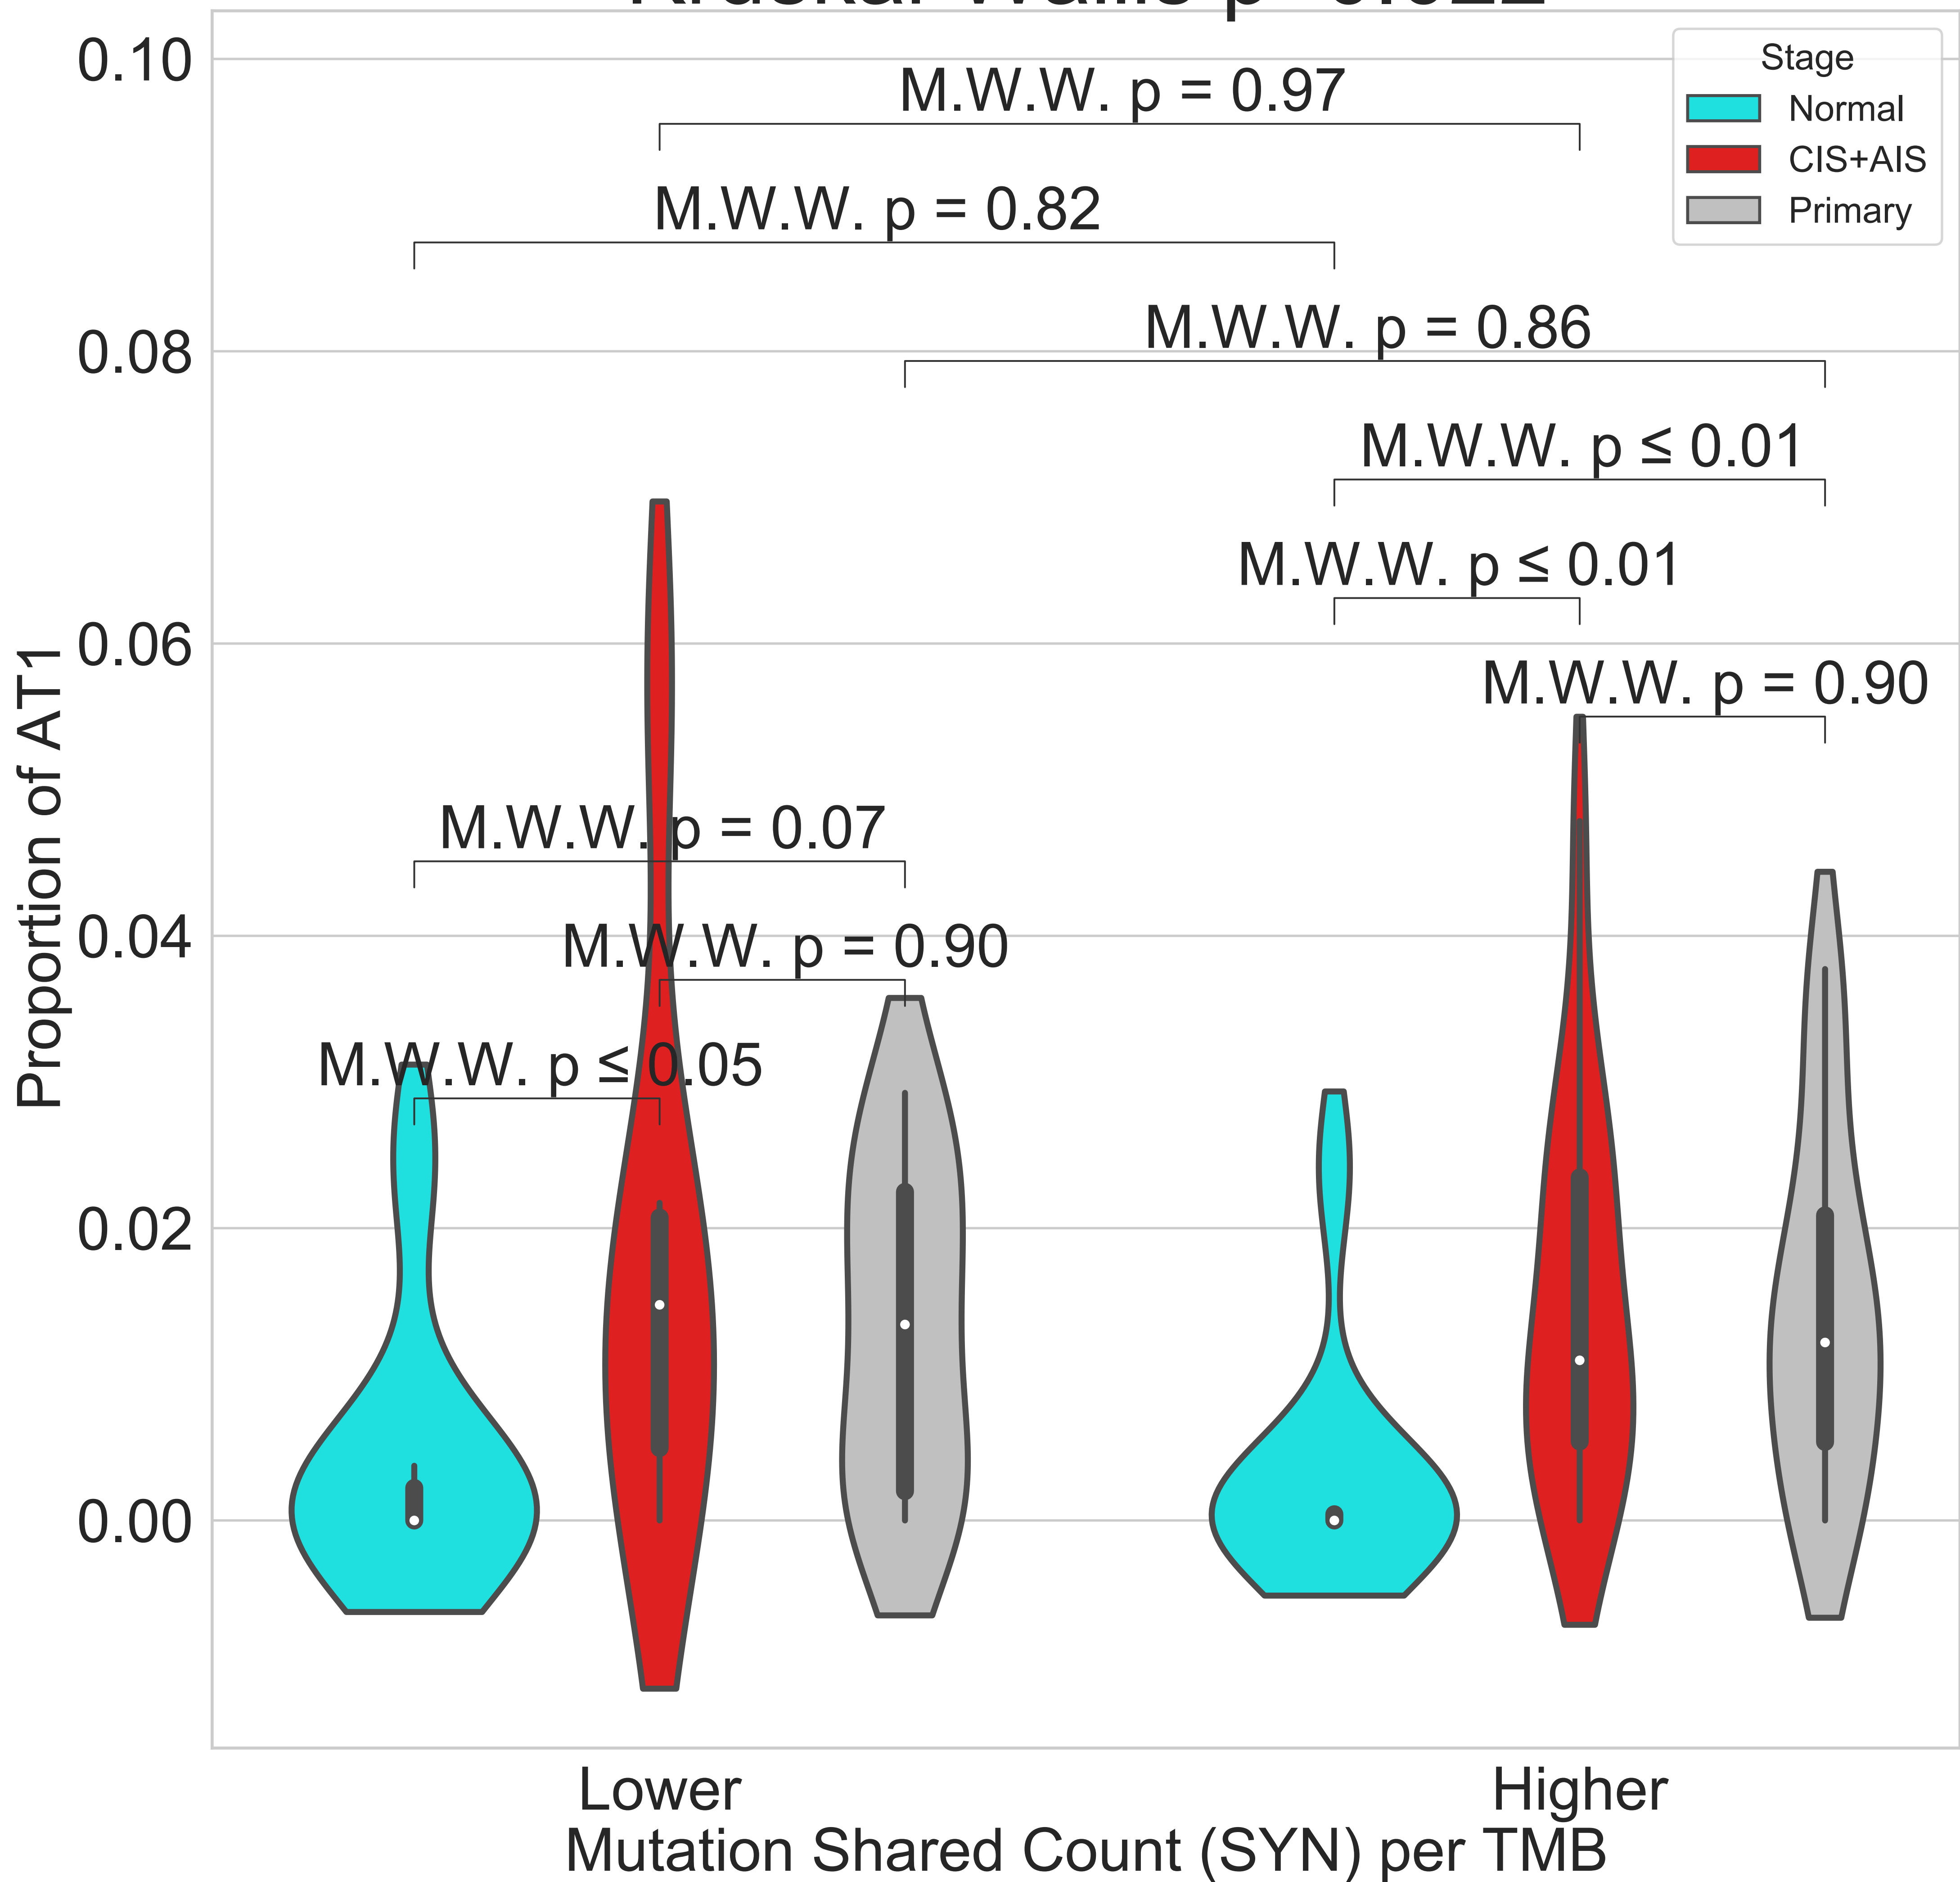 0.10
0.08
0.06
0.04
0.02
0.00
Proportion of AT1
Stage
Normal
CIS+AIS
Primary
M.W.W. p = 0.97
M.W.W. p = 0.82
M.W.W. p = 0.86
M.W.W. p ≤ 0.01
M.W.W. p ≤ 0.01
M.W.W. p = 0.90
M.W.W. p = 0.07
M.W.W. p = 0.90
M.W.W. p ≤ 0.05
Lower
Higher
Mutation Shared Count (SYN) per TMB